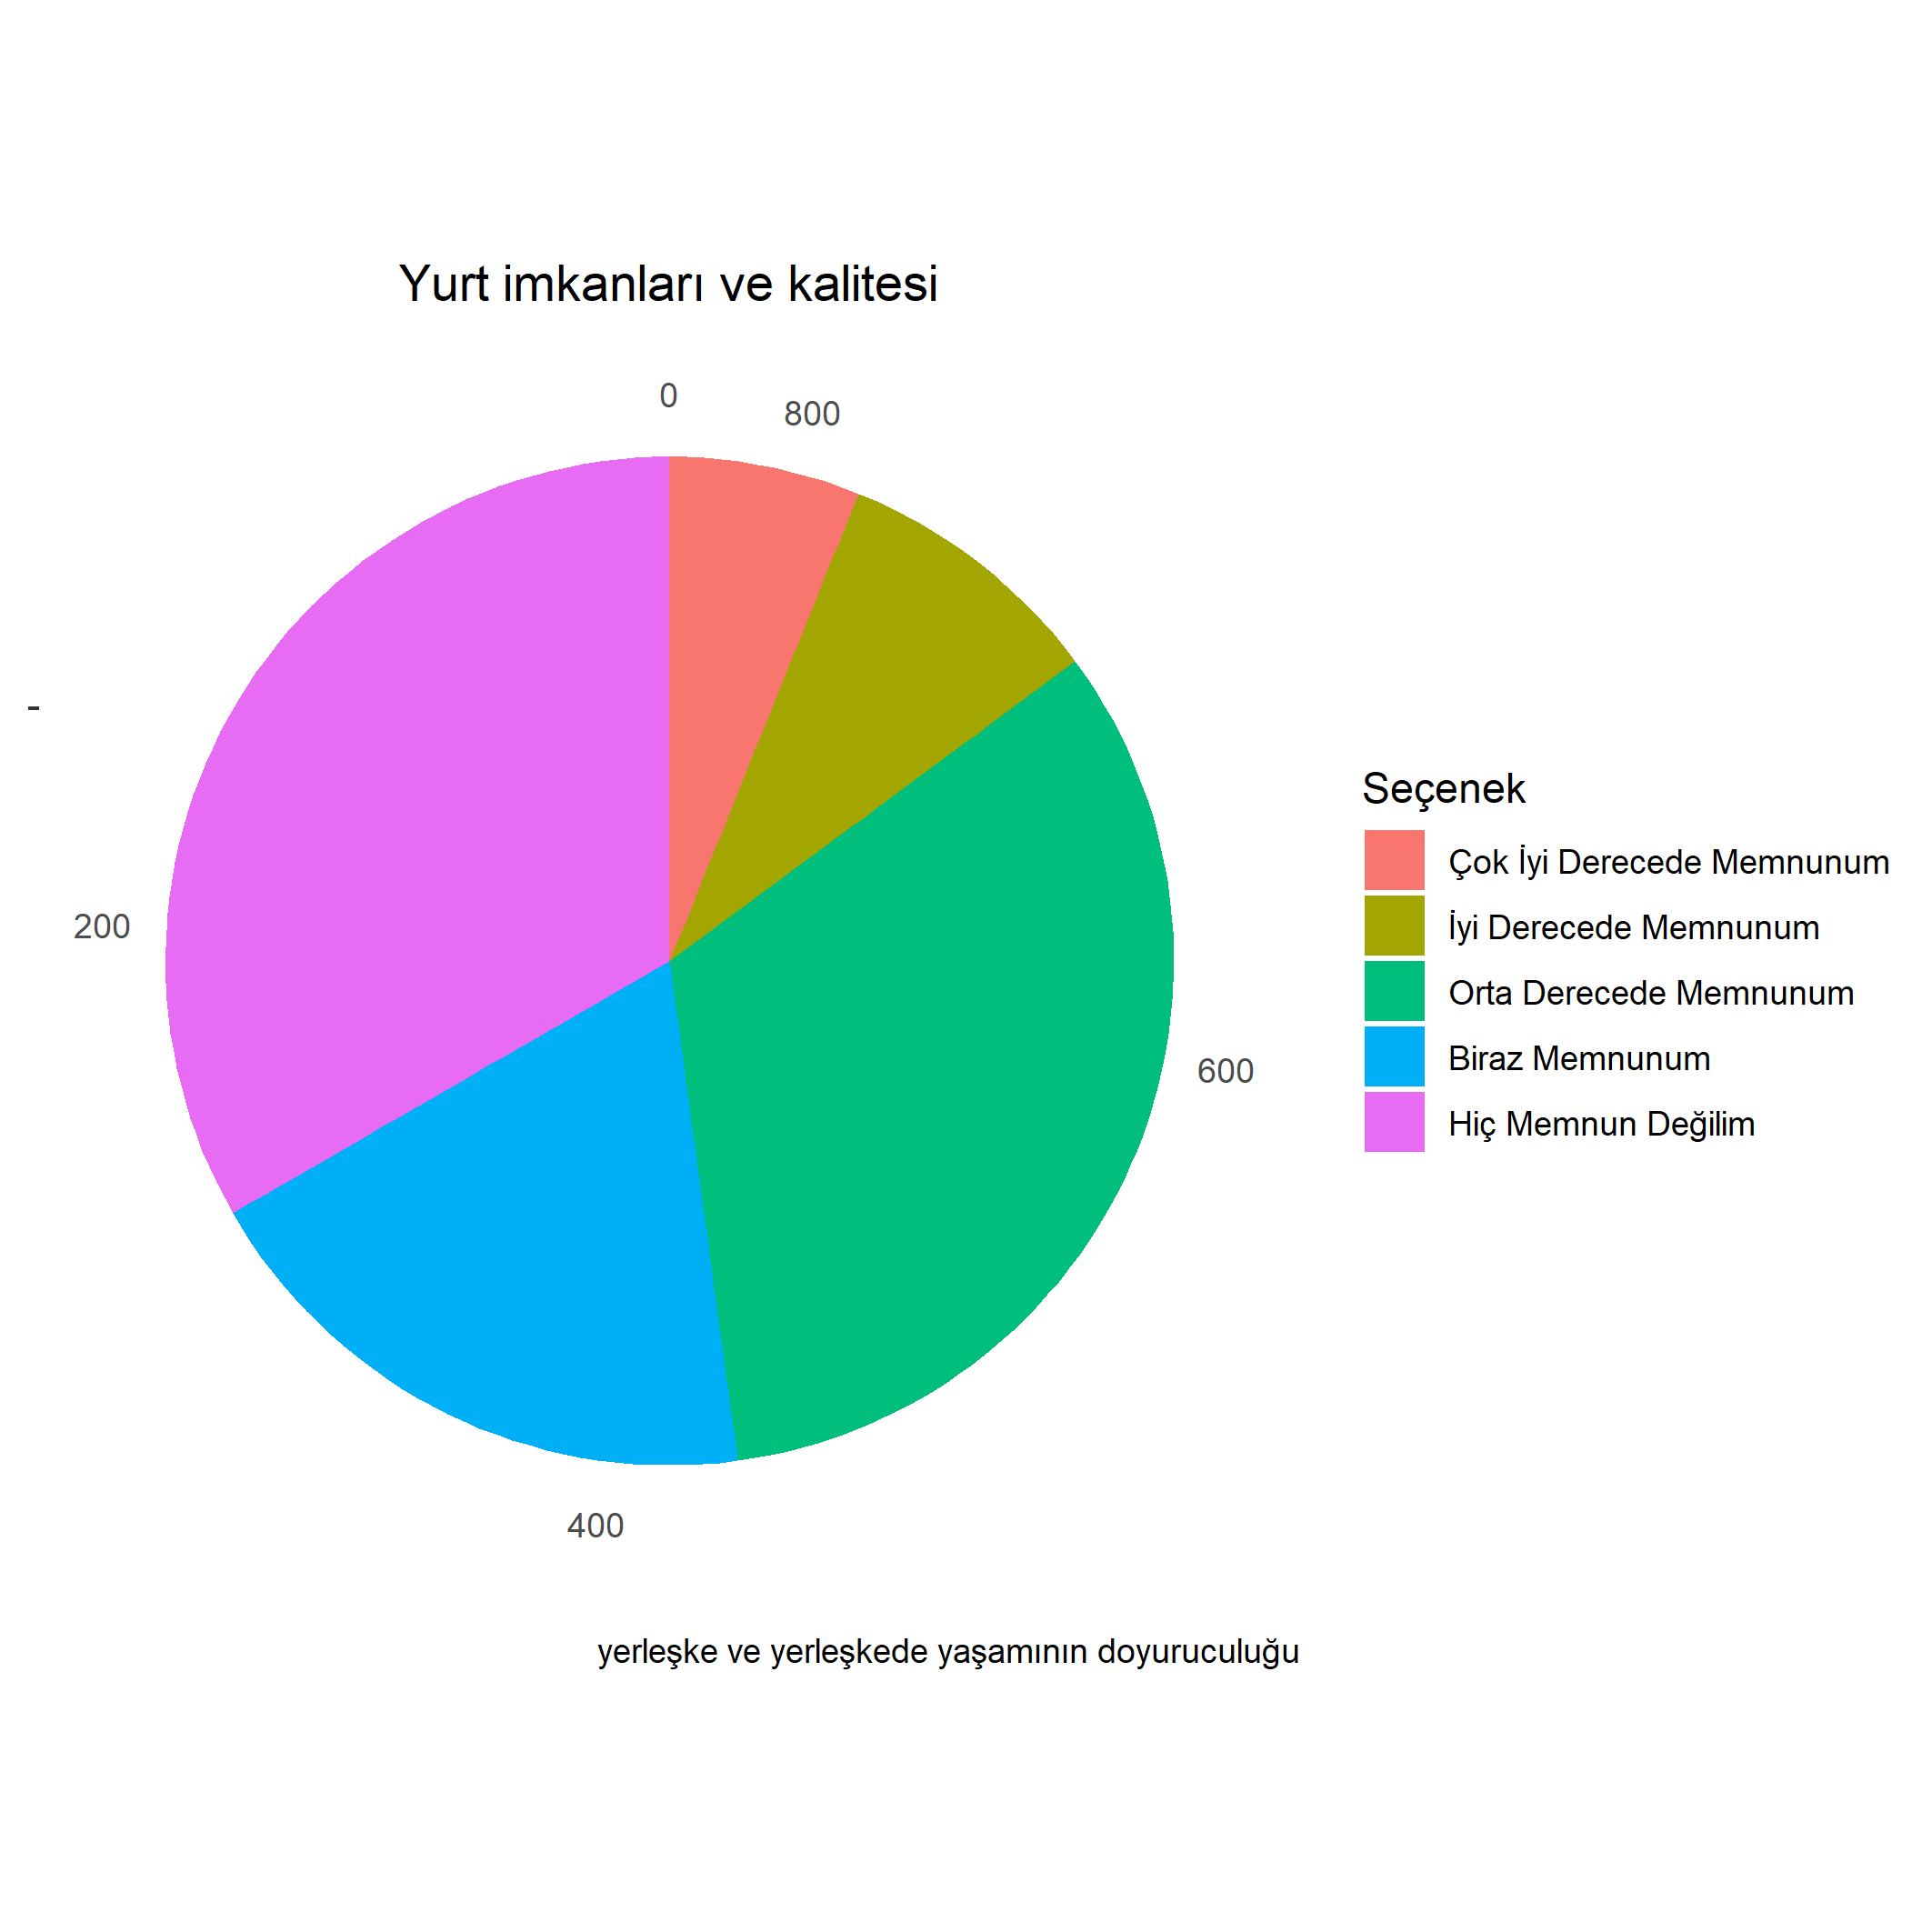 Yurt imkanları ve kalitesi
0
800
-
200
600
400
Seçenek
Çok İyi Derecede Memnunum
İyi Derecede Memnunum
Orta Derecede Memnunum
Biraz Memnunum
Hiç Memnun Değilim
yerleşke ve yerleşkede yaşamının doyuruculuğu